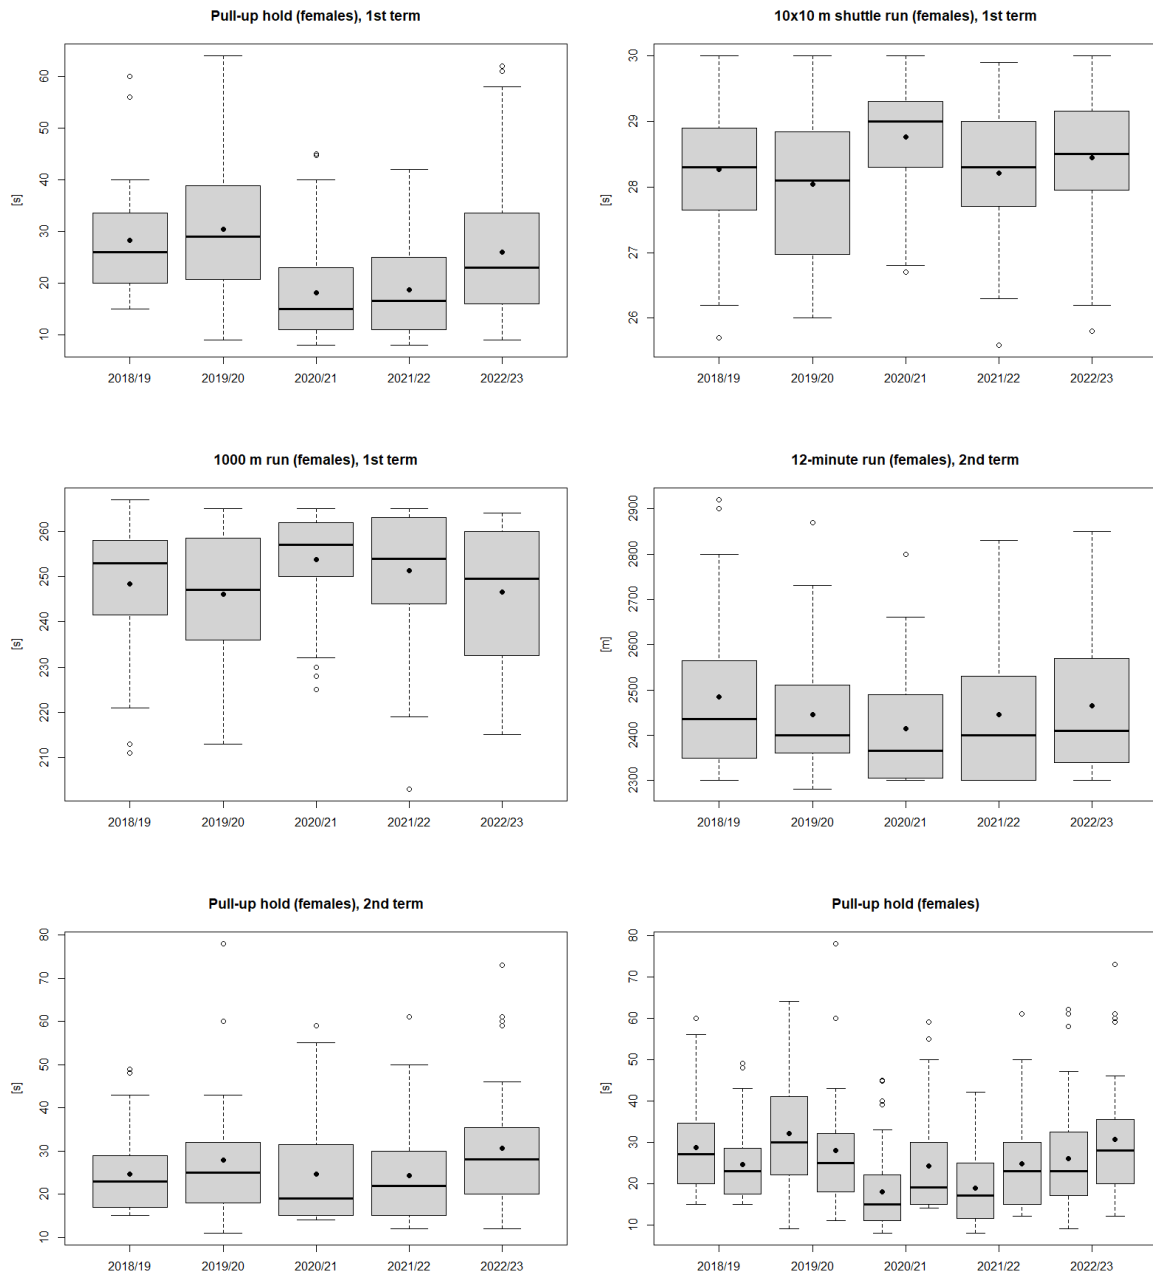 Pull-up hold (females), 1st term
[s]
60
50
40
30
20
10
2018/19 2019/20 2020/21 2021/22 2022/23
10x10 m shuttle run (females), 1st term
[s]
30
29
28
27
26
2018/19 2019/20 2020/21 2021/22 2022/23
1000 m run (females), 1st term
[s]
260
250
240
230
220
210
2018/19 2019/20 2020/21 2021/22 2022/23
12-minute run (females), 2nd term
[m]
2900
2800
2700
2600
2500
2400
2300
2018/19 2019/20 2020/21 2021/22 2022/23
Pull-up hold (females), 2nd term
[s]
80
70
60
50
40
30
20
10
2018/19 2019/20 2020/21 2021/22 2022/23
Pull-up hold (females)
[s]
80
70
60
50
40
30
20
10
2018/19 2019/20 2020/21 2021/22 2022/23